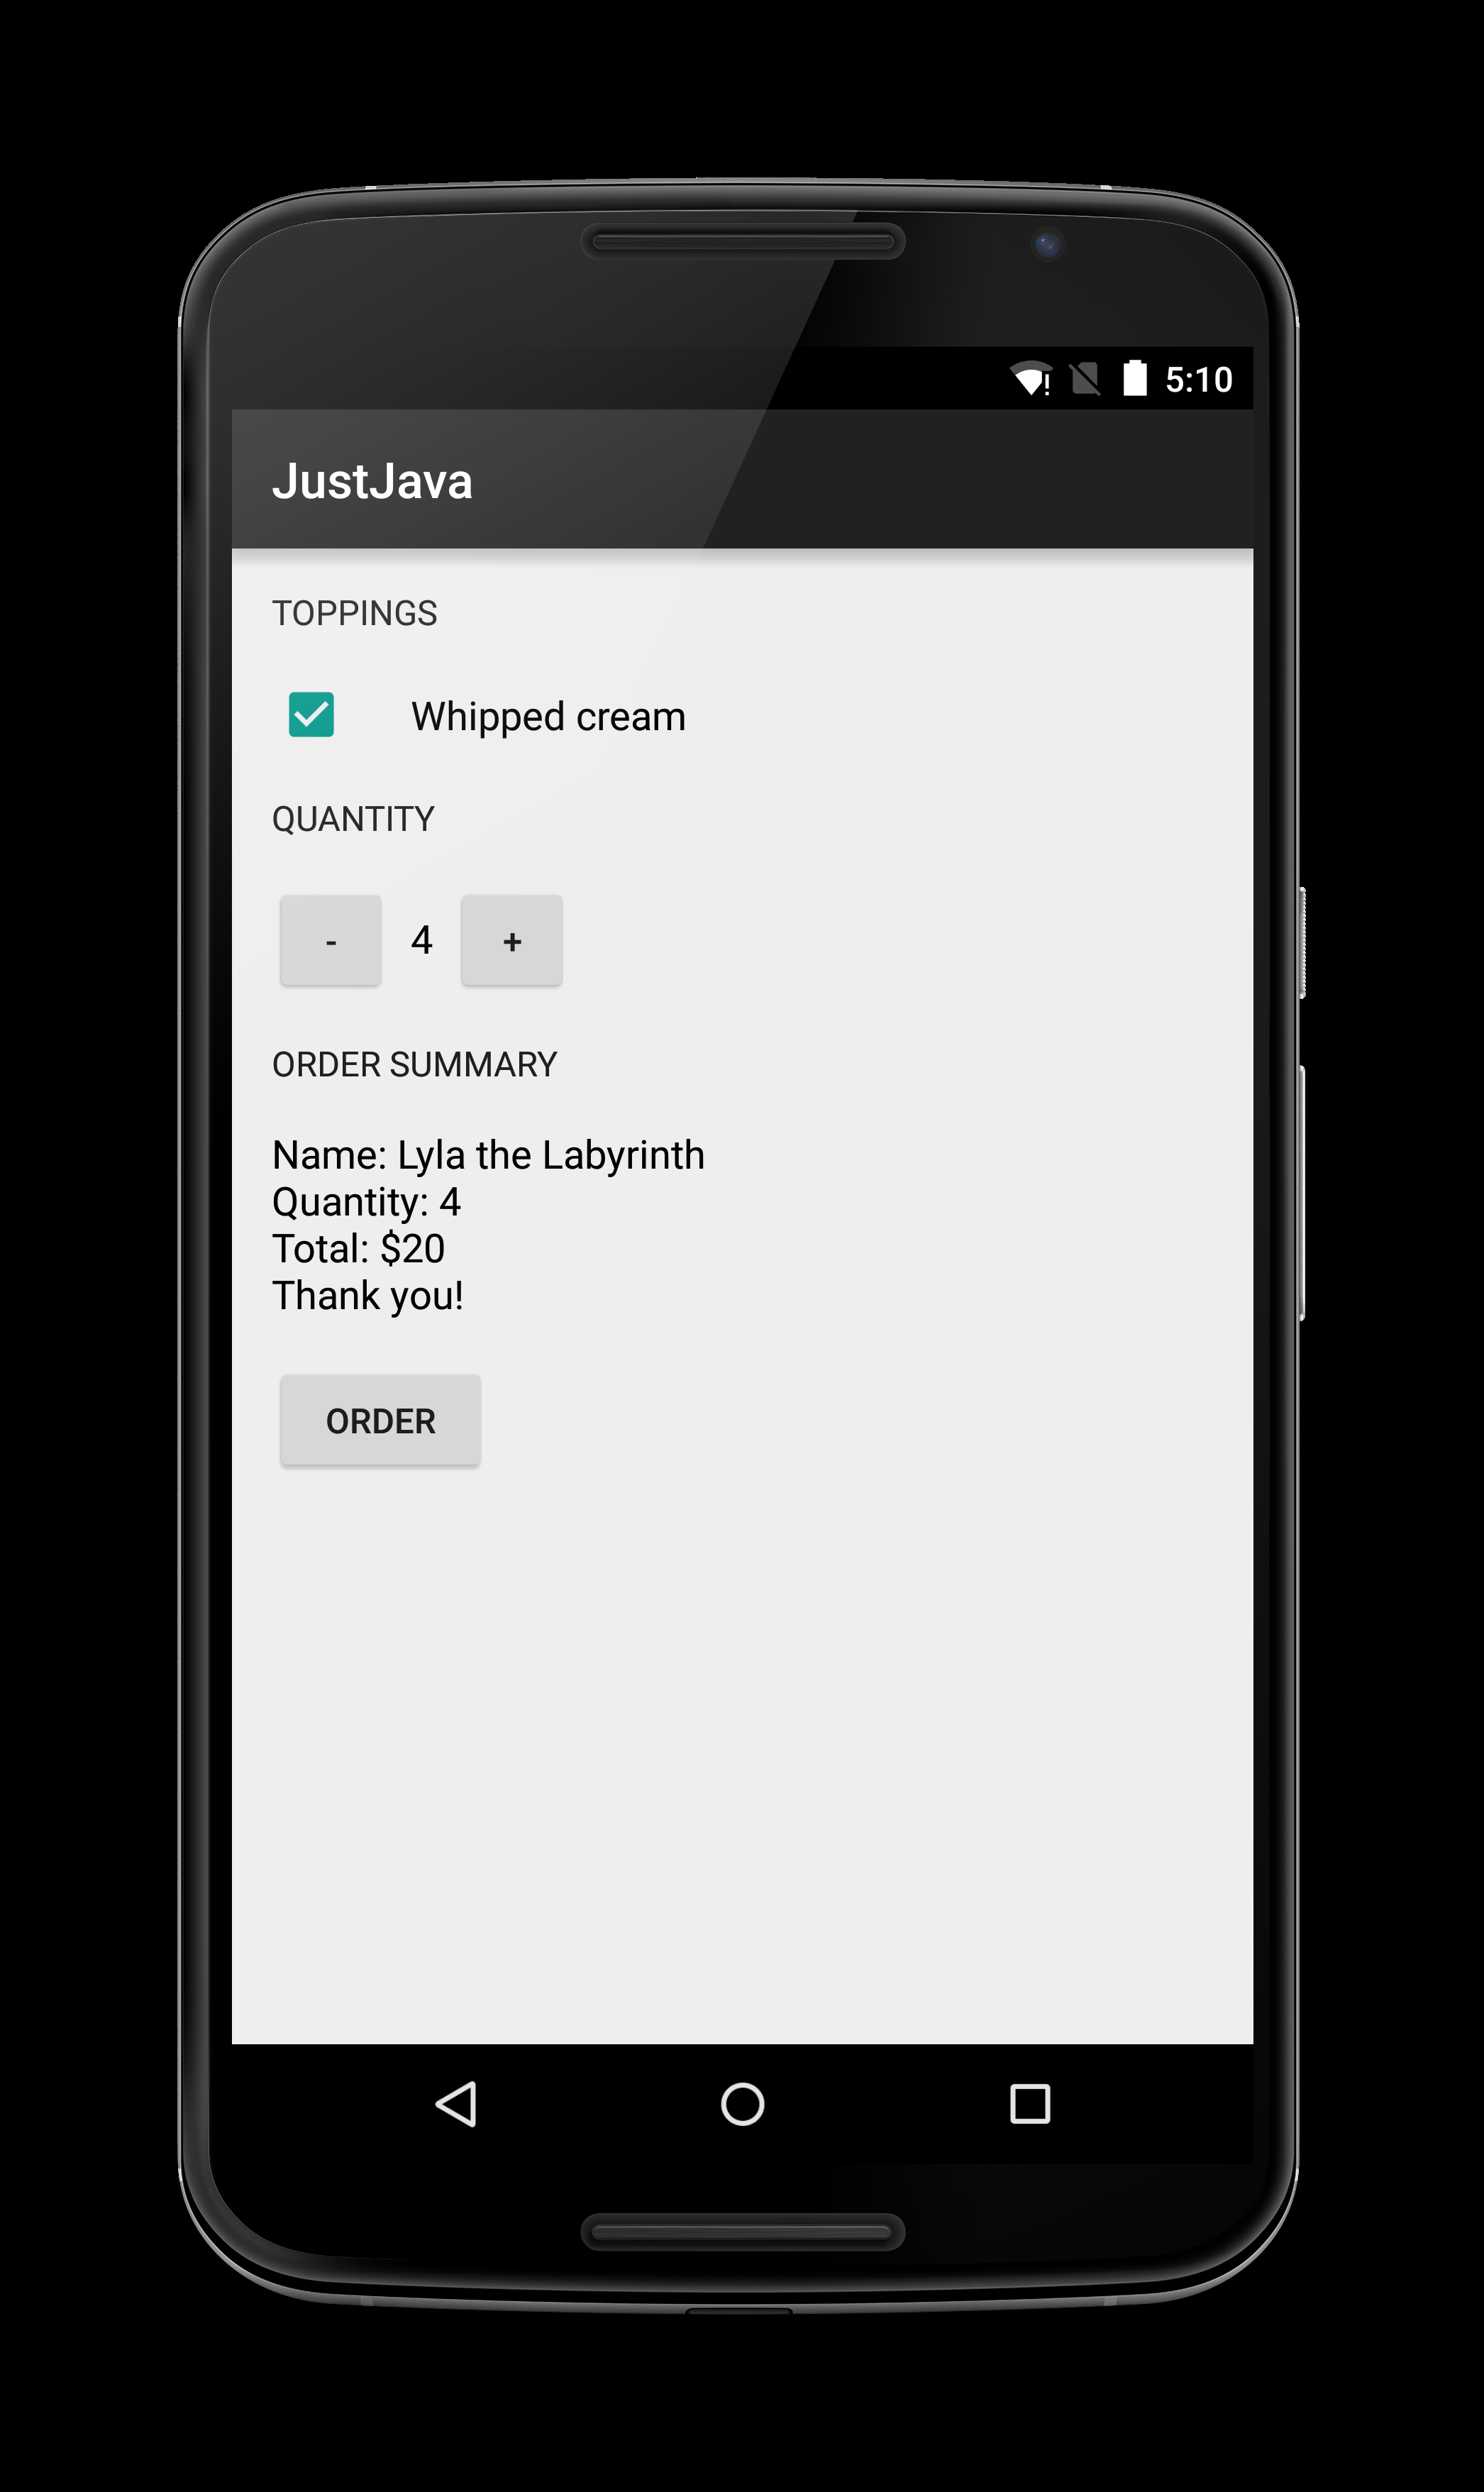 5:10
JustJava
TOPPINGS
Whipped cream
QUANTITY
- 4 +
ORDER SUMMARY
Name: Lyla the Labyrinth
Quantity: 4
Total: $20
Thank you!
ORDER